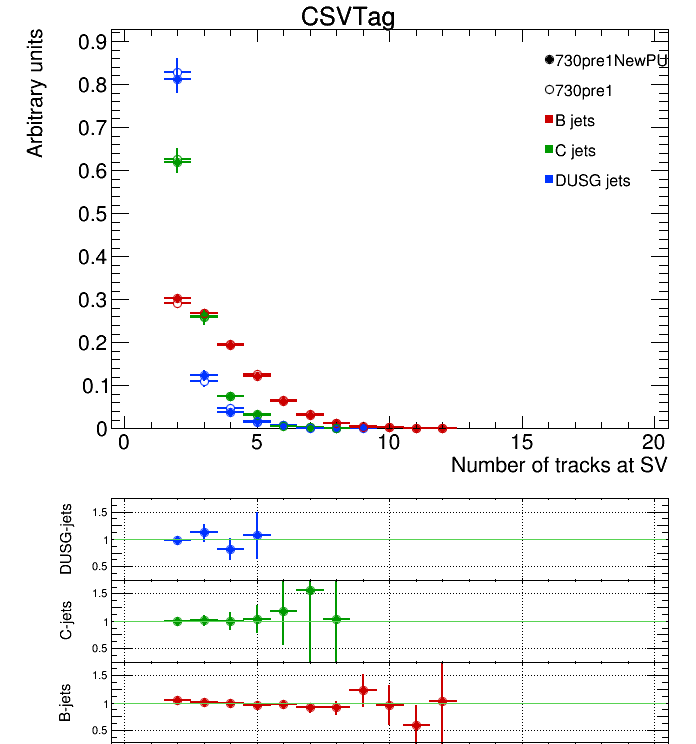 CSVTag
Arbitrary units
0.9
0.8
0.7
0.6
0.5
0.4
0.3
0.2
0.1
0
730pre1NewPU
730pre1
B jets
C jets
DUSG jets
0 5 10 15 20
Number of tracks at SV
DUSG-jets
1.5
1
0.5
C-jets
1.5
1
0.5
B-jets
1.5
1
0.5